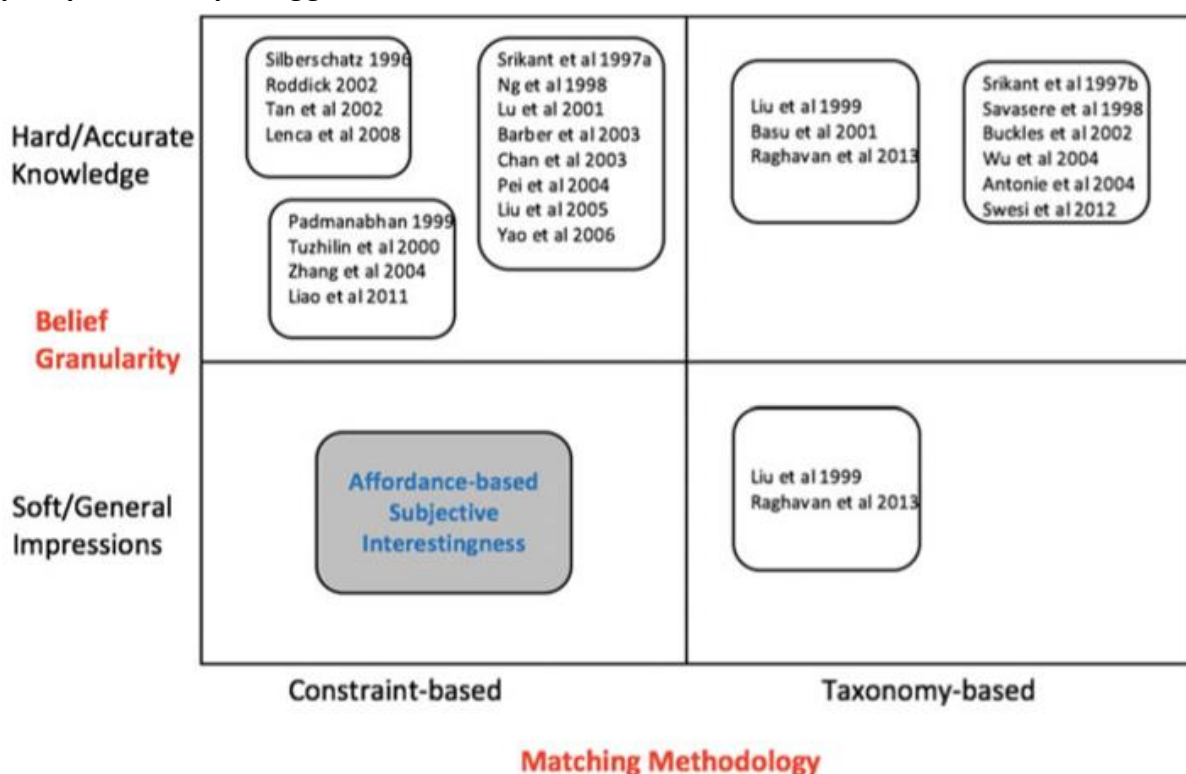 Silberschatz 1996
Roddick 2002
Tan et al 2002
Lenca et al 2008
Srikant et al 1997a
Ng et al 1998
Lu et al 2001
Barber et al 2003
Chan et al 2003
Pei et al 2004
Liu et al 2005
Yao et al 2006
Liu et al 1999
Basu et al 2001
Raghavan et al 2013
Srikant et al 1997b
Savasere et al 1998
Buckles et al 2002
Wu et al 2004
Antonie et al 2004
Swesi et al 2012
Hard/Accurate
Knowledge
Padmanabhan 1999
Tuzhilin et al 2000
Zhang et al 2004
Liao et al 2011
Belief
Granularity
Soft/General
Impressions
Affordance-based
Subjective
Interestingness
Liu et al 1999
Raghavan et al 2013
Constraint-based
Taxonomy-based
Matching Methodology